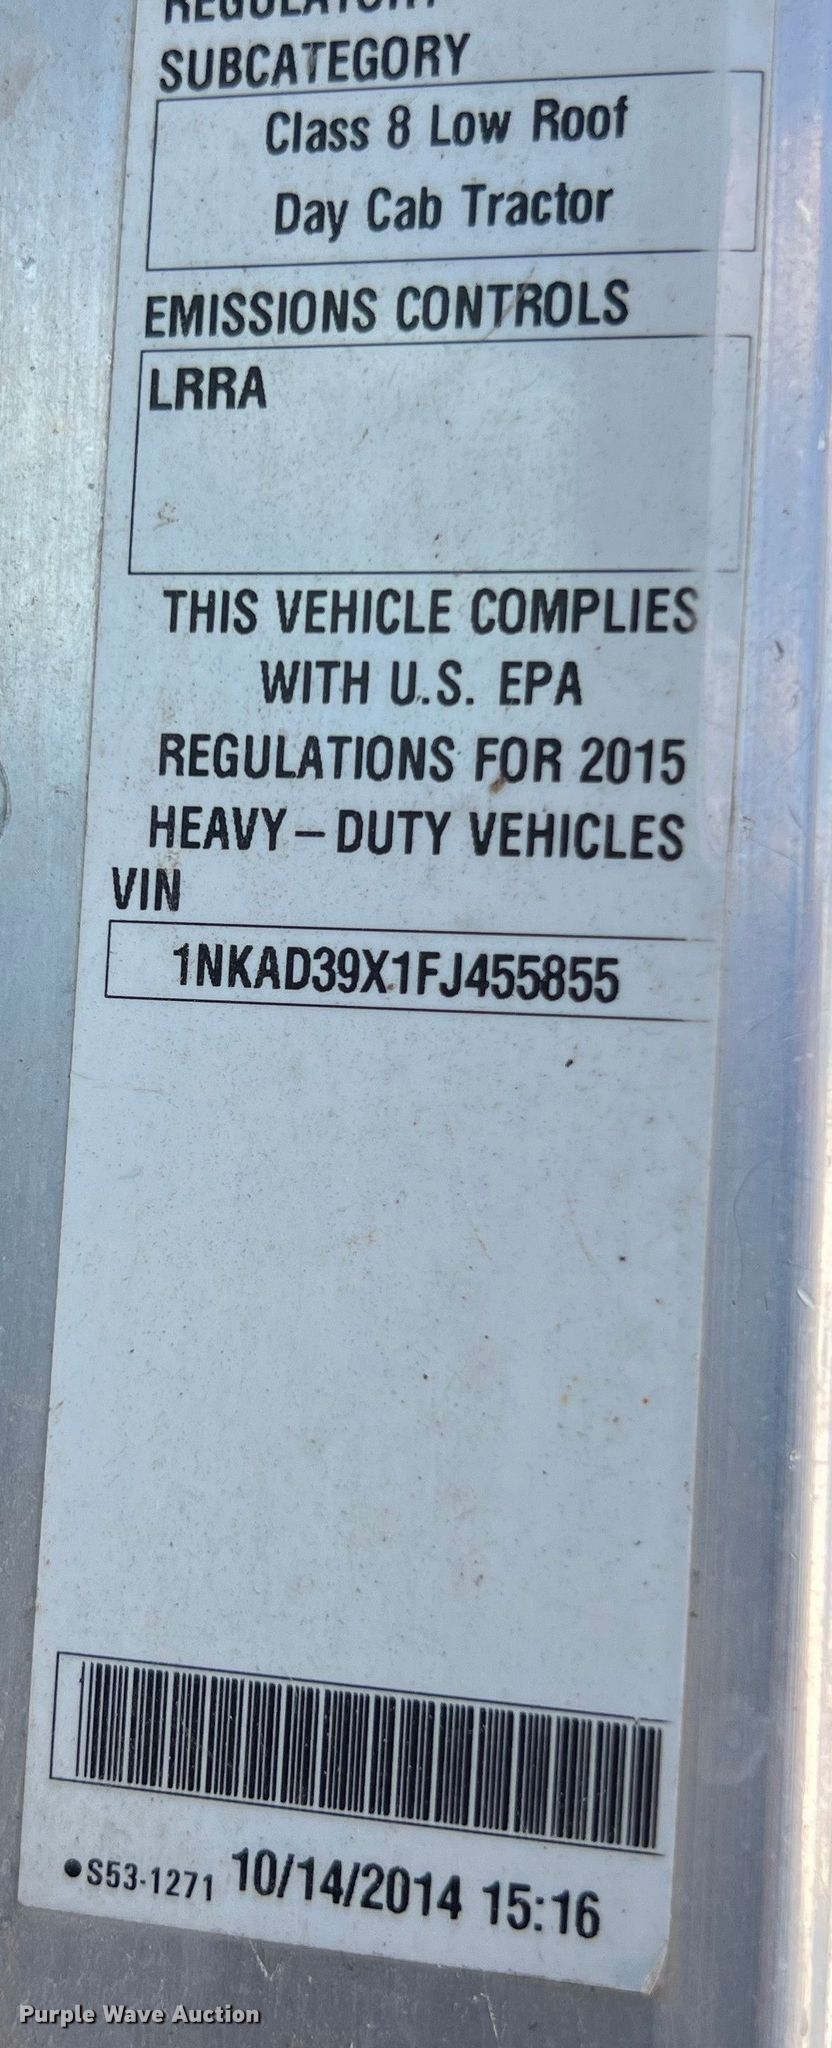 REGULATORY
SUBCATEGORY
Class 8 Low Roof
Day Cab Tractor
EMISSIONS CONTROLS
LRRA
THIS VEHICLE COMPLIES
WITH U.S. EPA
REGULATIONS FOR 2015
HEAVY-DUTY VEHICLES
VIN
1NKAD39X1FJ455855
•S53-1271 10/14/2014 15:16
Purple Wave Auction